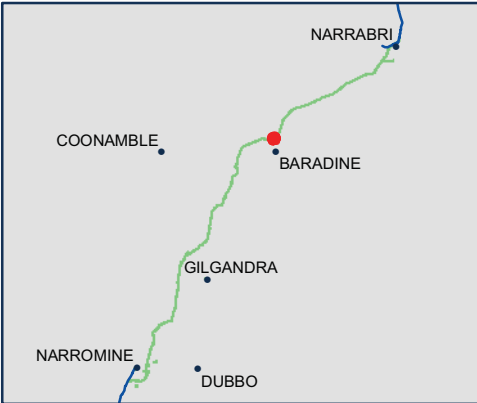 NARRABRI
COONAMBLE
BARADINE
GILGANDRA
NARROMINE
DUBBO